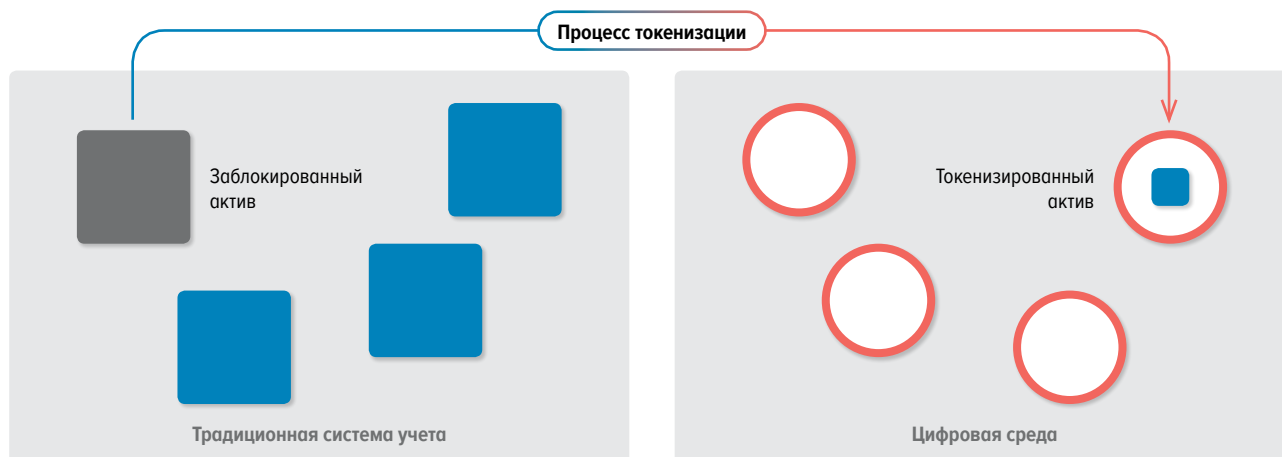 Процесс токенизации
Заблокированный
актив
Токенизированный
актив
Традиционная система учета
Цифровая среда